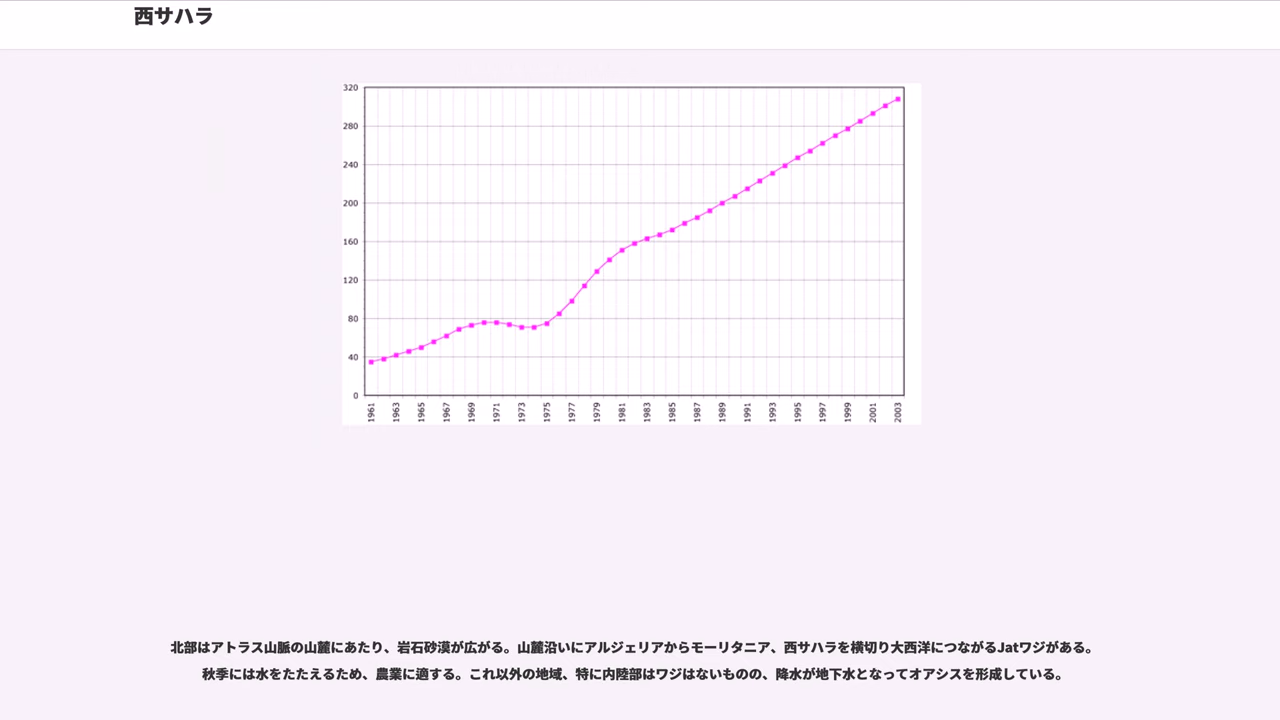 西サハラ
320
280
240
200
160
120
80
40
0
1961 1963 1965 1967 1969 1971 1973 1975 1977 1979 1981 1983 1985 1987 1989 1991 1993 1995 1997 1999 2001 2003
北部はアトラス山脈の山麓にあたり、岩石砂漠が広がる。山麓沿いにアルジェリアからモーリタニア、西サハラを横切り大西洋につながるJatワジがある。
秋季には水をたたえるため、農業に適する。これ以外の地域、特に内陸部はワジはないものの、降水が地下水となってオアシスを形成している。